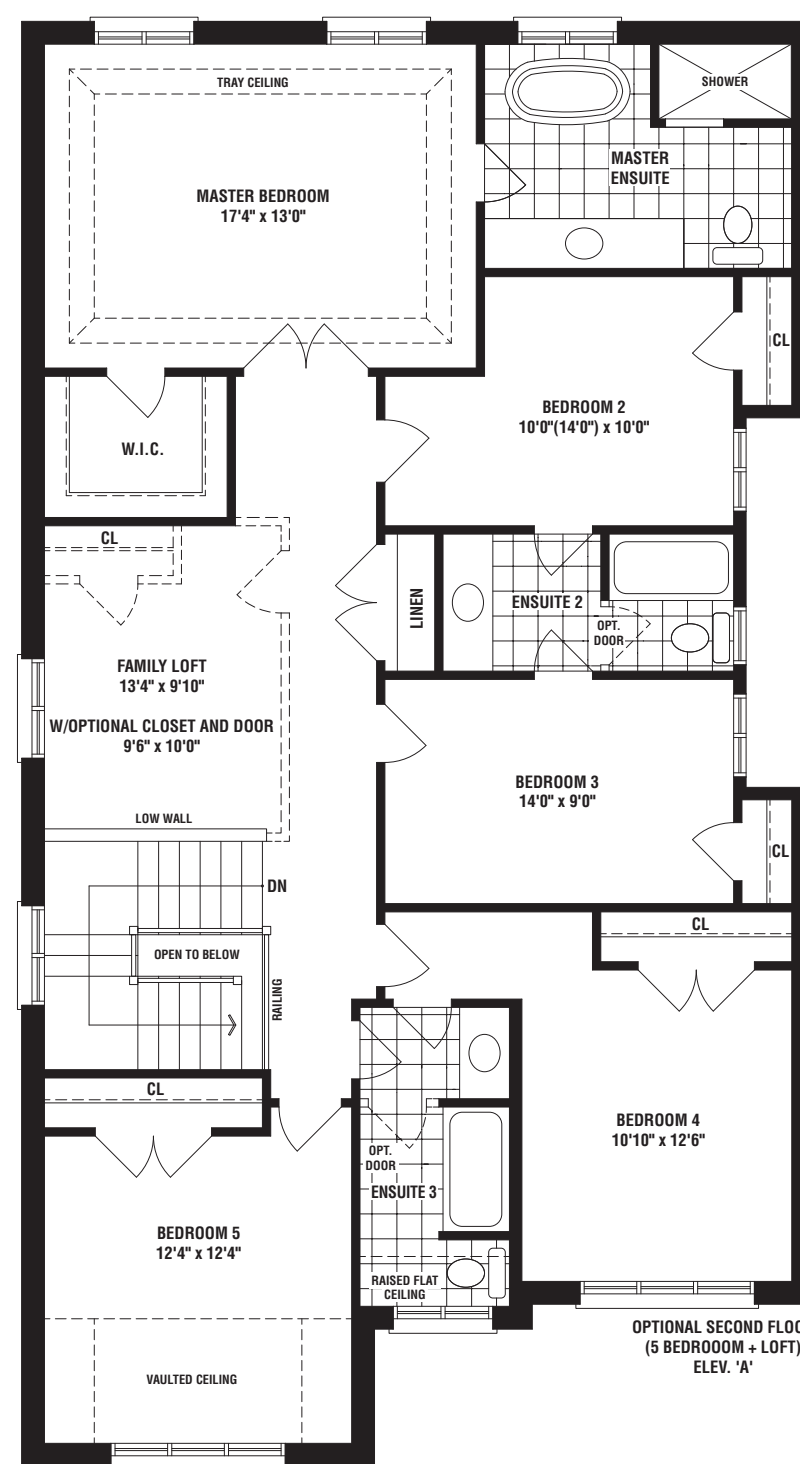 TRAY CEILING
SHOWER
MASTER
ENSUITE
MASTER BEDROOM
17'4" x 13'0"
CL
BEDROOM 2
10'0"(14'0") x 10'0"
W.I.C.
CL
LINEN
ENSUITE 2
OPT.
DOOR
FAMILY LOFT
13'4" x 9'10"
W/OPTIONAL CLOSET AND DOOR
9'6" x 10'0"
BEDROOM 3
14'0" x 9'0"
LOW WALL
CL
DN
CL
OPEN TO BELOW
RAILING
CL
BEDROOM 4
10'10" x 12'6"
OPT.
DOOR
ENSUITE 3
BEDROOM 5
12'4" x 12'4"
RAISED FLAT
CEILING
VAULTED CEILING
OPTIONAL SECOND FLOO
(5 BEDROOOM + LOFT)
ELEV. 'A'